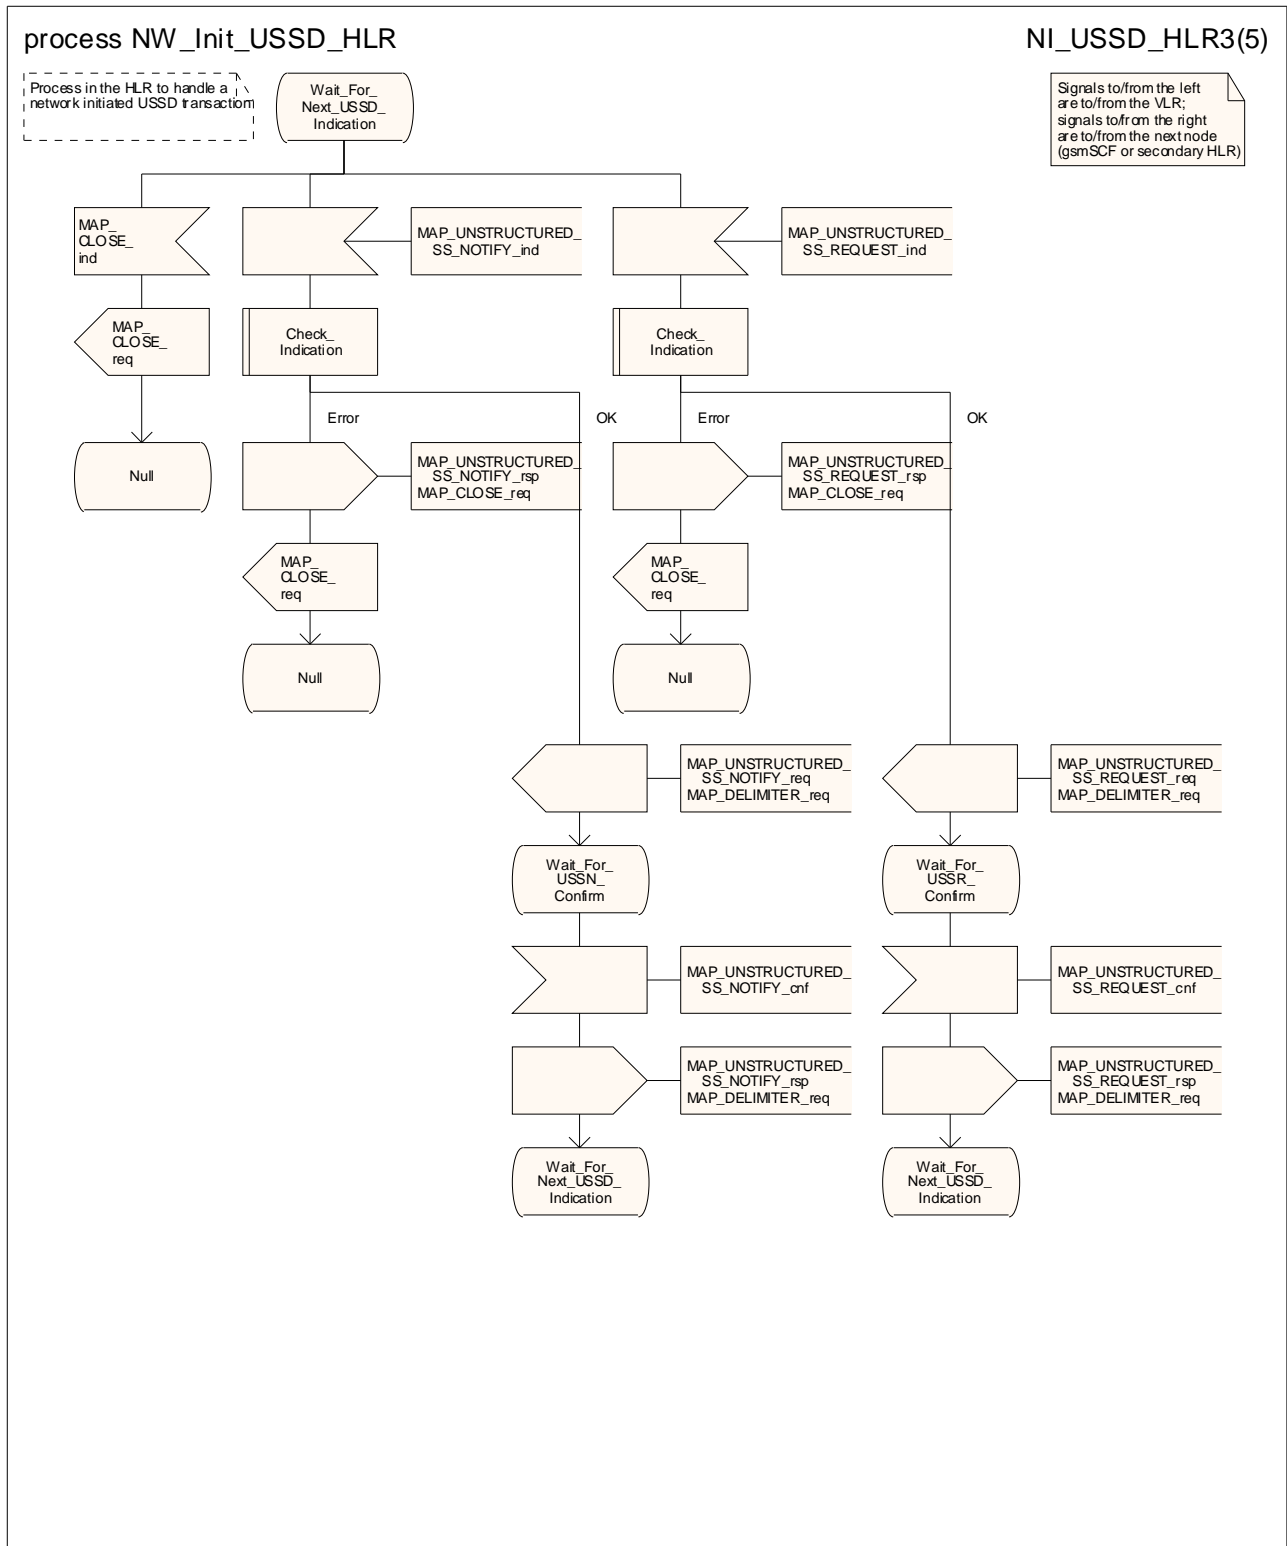 process NW_Init_USSD_HLR
NI_USSD_HLR3(5)
Process in the HLR to handle a
network initiated USSD transaction
Wait_For_
Next_USSD_
Indication
Signals to/from the left
are to/from the VLR;
signals to/from the right
are to/from the next node
(gsmSCF or secondary HLR)
MAP_
CLOSE_
ind
MAP_UNSTRUCTURED_
SS_NOTIFY_ind
MAP_UNSTRUCTURED_
SS_REQUEST_ind
MAP_
CLOSE_
req
Check_
Indication
Check_
Indication
Error
OK
Error
OK
Null
MAP_UNSTRUCTURED_
SS_NOTIFY_rsp
MAP_CLOSE_req
MAP_UNSTRUCTURED_
SS_REQUEST_rsp
MAP_CLOSE_req
MAP_
CLOSE_
req
MAP_
CLOSE_
req
Null
Null
MAP_UNSTRUCTURED_
SS_NOTIFY_req
MAP_DELIMITER_req
MAP_UNSTRUCTURED_
SS_REQUEST_req
MAP_DELIMITER_req
Wait_For_
USSN_
Confirm
Wait_For_
USSR_
Confirm
MAP_UNSTRUCTURED_
SS_NOTIFY_cnf
MAP_UNSTRUCTURED_
SS_REQUEST_cnf
MAP_UNSTRUCTURED_
SS_NOTIFY_rsp
MAP_DELIMITER_req
MAP_UNSTRUCTURED_
SS_REQUEST_rsp
MAP_DELIMITER_req
Wait_For_
Next_USSD_
Indication
Wait_For_
Next_USSD_
Indication